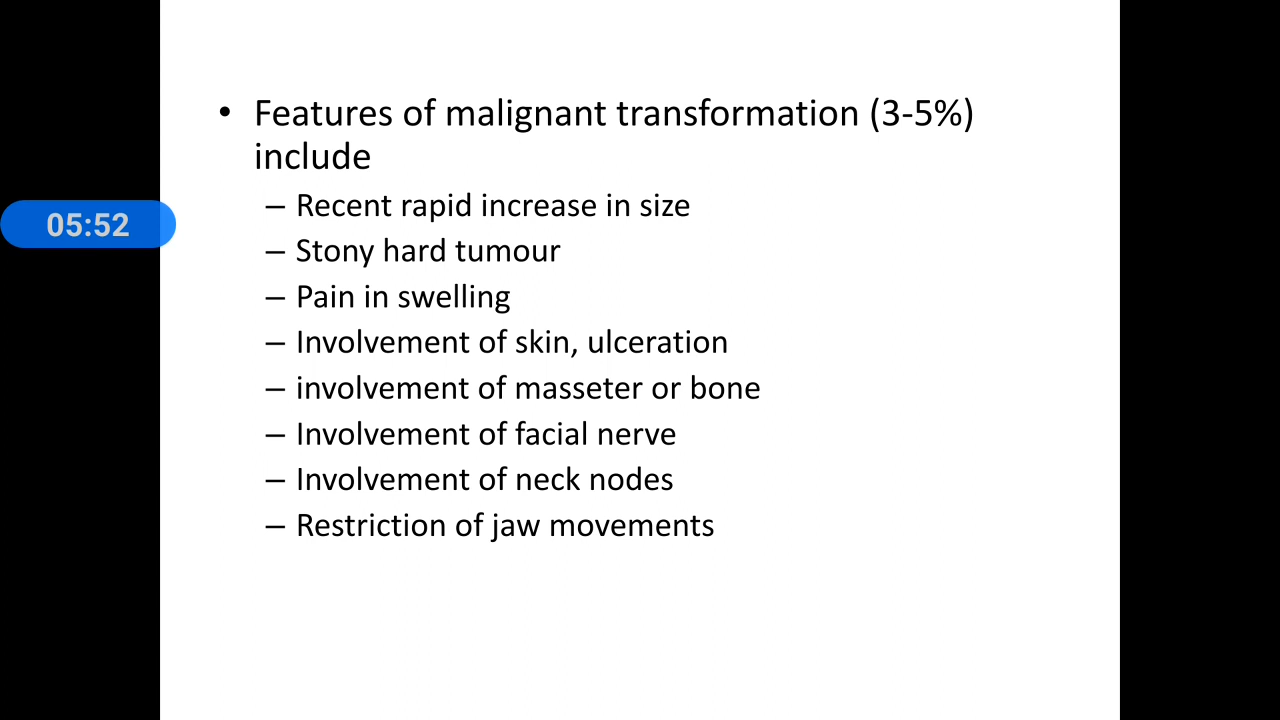 • Features of malignant transformation (3-5%)
include
– Recent rapid increase in size
05:52
– Stony hard tumour
– Pain in swelling
– Involvement of skin, ulceration
– involvement of masseter or bone
– Involvement of facial nerve
– Involvement of neck nodes
– Restriction of jaw movements